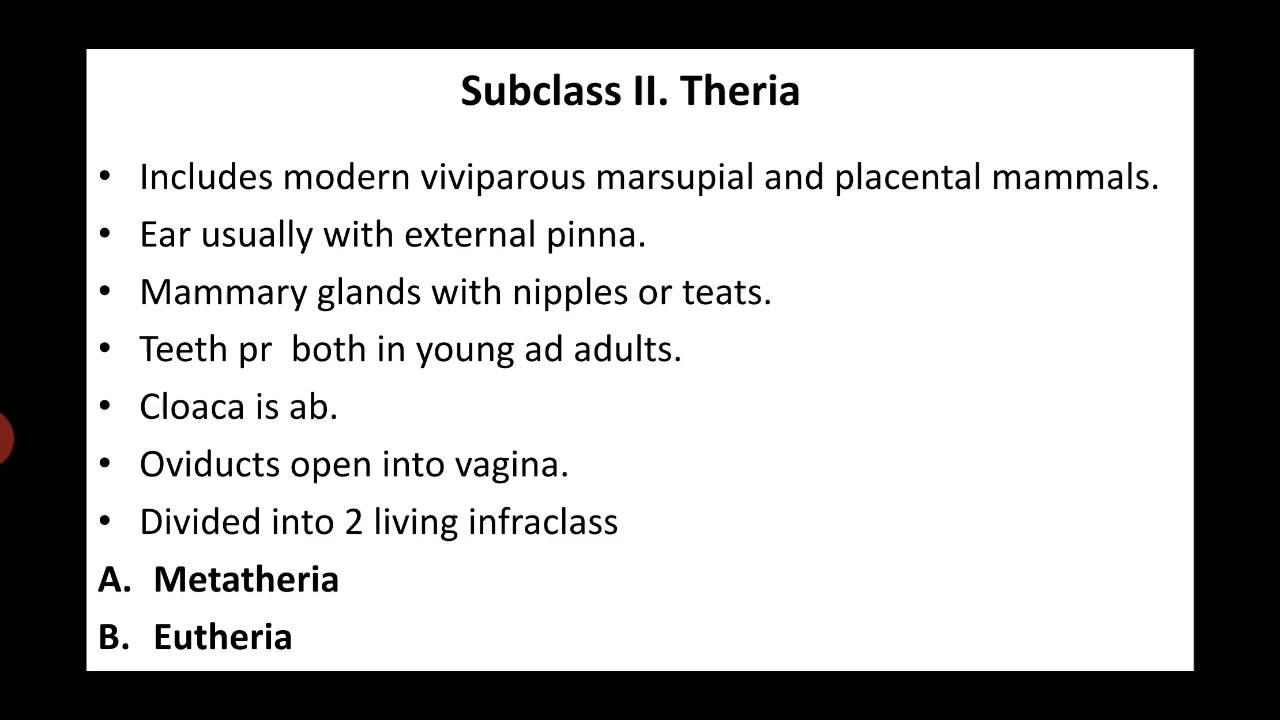 Subclass II. Theria
• Includes modern viviparous marsupial and placental mammals.
• Ear usually with external pinna.
• Mammary glands with nipples or teats.
• Teeth pr  both in young ad adults.
• Cloaca is ab.
• Oviducts open into vagina.
• Divided into 2 living infraclass
A. Metatheria
B. Eutheria